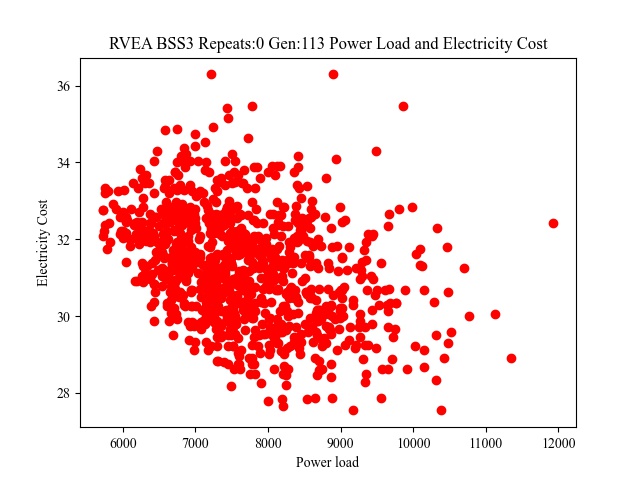 RVEA BSS3 Repeats:0 Gen:113 Power Load and Electricity Cost
36
34
32
30
28
Electricity Cost
6000 7000 8000 9000 10000 11000 12000
Power load